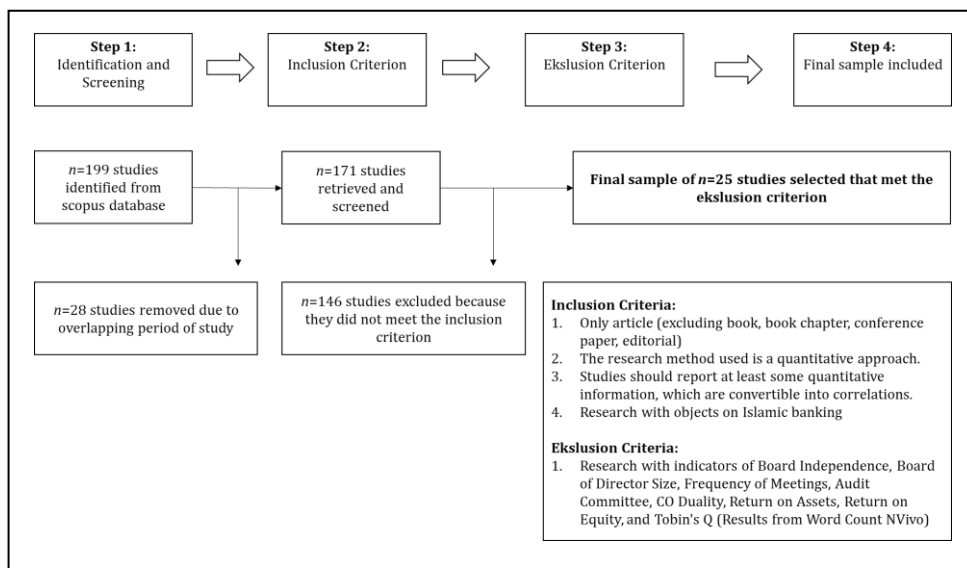 Step 1:
Identification and
Screening
Step 2:
Inclusion Criterion
Step 3:
Ekslusion Criterion
Step 4:
Final sample included
n=199 studies
identified from
scopus database
n=171 studies
retrieved and
screened
Final sample of n=25 studies selected that met the
ekslusion criterion
n=28 studies removed due to
overlapping period of study
n=146 studies excluded because
they did not meet the inclusion
criterion
Inclusion Criteria:
1. Only article (excluding book, book chapter, conference
paper, editorial)
2. The research method used is a quantitative approach.
3. Studies should report at least some quantitative
information, which are convertible into correlations.
4. Research with objects on Islamic banking
Ekslusion Criteria:
1. Research with indicators of Board Independence, Board
of Director Size, Frequency of Meetings, Audit
Committee, CO Duality, Return on Assets, Return on
Equity, and Tobin's Q (Results from Word Count NVivo)